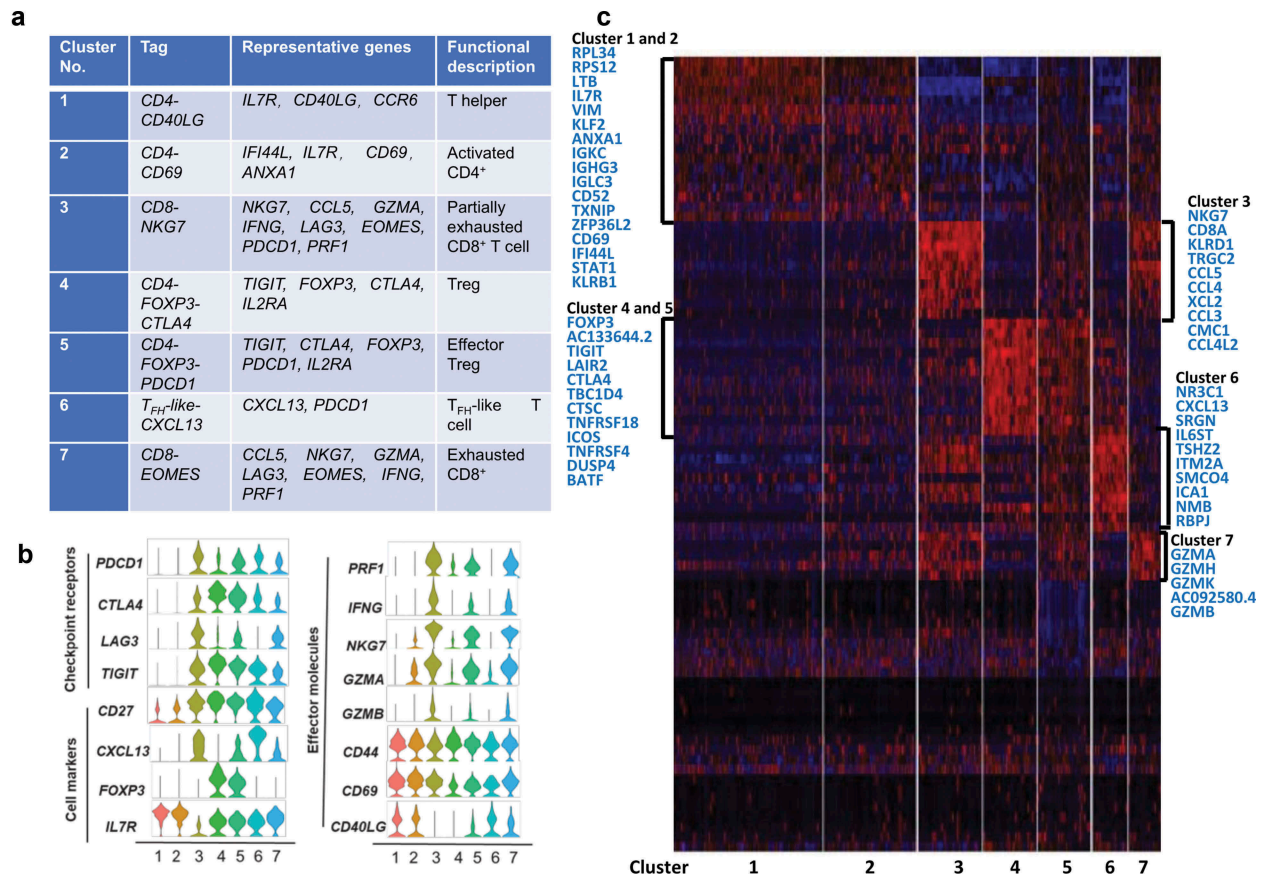 a
Cluster No. Tag Representative genes Functional description
1 CD4-CD40LG IL7R, CD40LG, CCR6 T helper
2 CD4-CD69 IFI44L, IL7R, CD69, ANXA1 Activated CD4+
3 CD8-NKG7 NKG7, CCL5, GZMA, IFNG, LAG3, EOMES, PDCD1, PRF1 Partially exhausted CD8+ T cell
4 CD4-FOXP3-CTLA4 TIGIT, FOXP3, CTLA4, IL2RA Treg
5 CD4-FOXP3-PDCD1 TIGIT, CTLA4, FOXP3, PDCD1, IL2RA Effector Treg
6 TFH-like-CXCL13 CXCL13, PDCD1 TFH-like T cell
7 CD8-EOMES CCL5, NKG7, GZMA, LAG3, EOMES, IFNG, PRF1 Exhausted CD8+
b
Checkpoint receptors
PDCD1
CTLA4
LAG3
TIGIT
Cell markers
CD27
CXCL13
FOXP3
IL7R
1 2 3 4 5 6 7
Effector molecules
PRF1
IFNG
NKG7
GZMA
GZMB
CD44
CD69
CD40LG
1 2 3 4 5 6 7
c
Cluster 1 and 2
RPL34
RPS12
LTB
IL7R
VIM
KLF2
ANXA1
IGKC
IGHG3
IGLC3
CD52
TXNIP
ZFP36L2
CD69
IFI44L
STAT1
KLRB1
Cluster 4 and 5
FOXP3
AC133644.2
TIGIT
LAIR2
CTLA4
TBC1D4
CTSC
TNFRSF18
ICOS
TNFRSF4
DUSP4
BATF
Cluster 3
NKG7
CD8A
KLRD1
TRGC2
CCL5
CCL4
XCL2
CCL3
CMC1
CCL4L2
Cluster 6
NR3C1
CXCL13
SRGN
IL6ST
TSHZ2
ITM2A
SMCO4
ICA1
NMB
RBPJ
Cluster 7
GZMA
GZMH
GZMK
AC092580.4
GZMB
Cluster 1 2 3 4 5 6 7